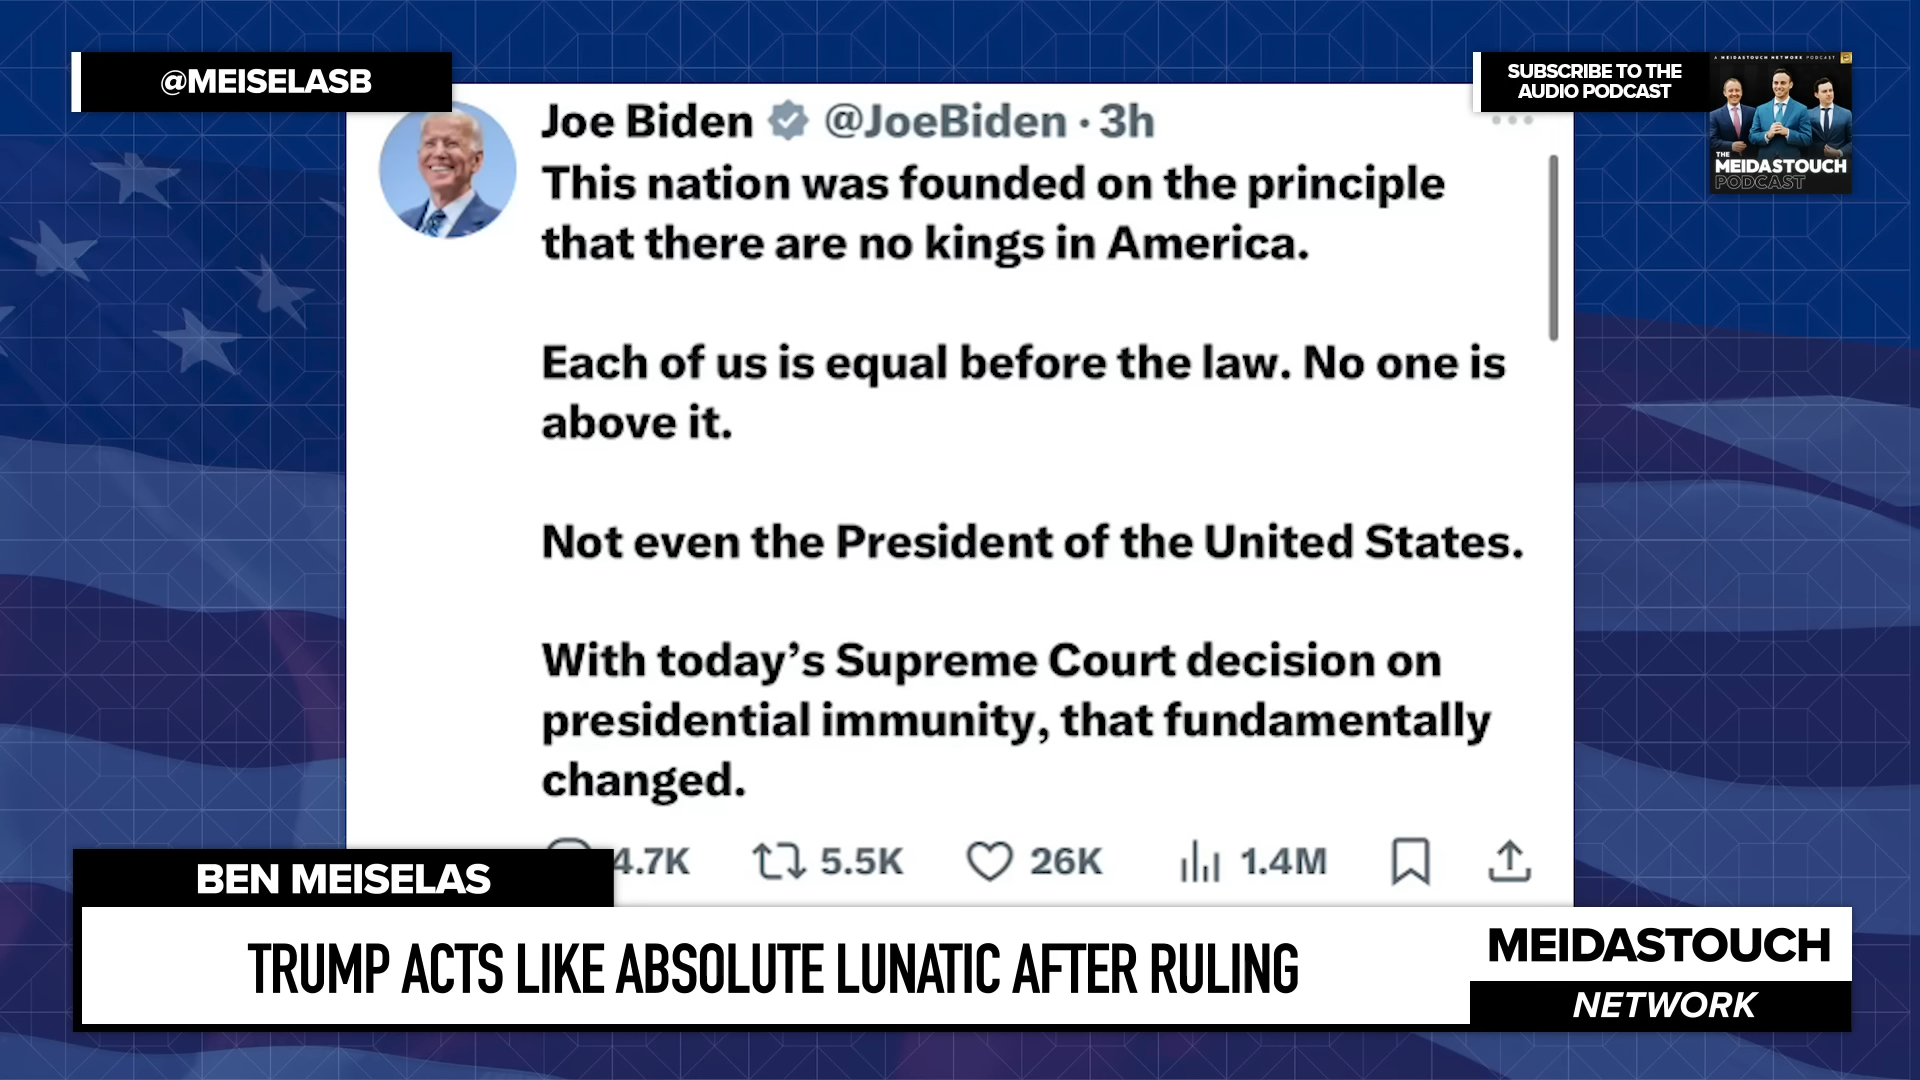 @MEISELASB
SUBSCRIBE TO THE
AUDIO PODCAST
A MEIDASTOUCH NETWORK PODCAST
THE
MEIDASTOUCH
PODCAST
Joe Biden @JoeBiden · 3h
This nation was founded on the principle
that there are no kings in America.
Each of us is equal before the law. No one is
above it.
Not even the President of the United States.
With today’s Supreme Court decision on
presidential immunity, that fundamentally
changed.
4.7K 5.5K 26K 1.4M
BEN MEISELAS
TRUMP ACTS LIKE ABSOLUTE LUNATIC AFTER RULING
MEIDASTOUCH
NETWORK